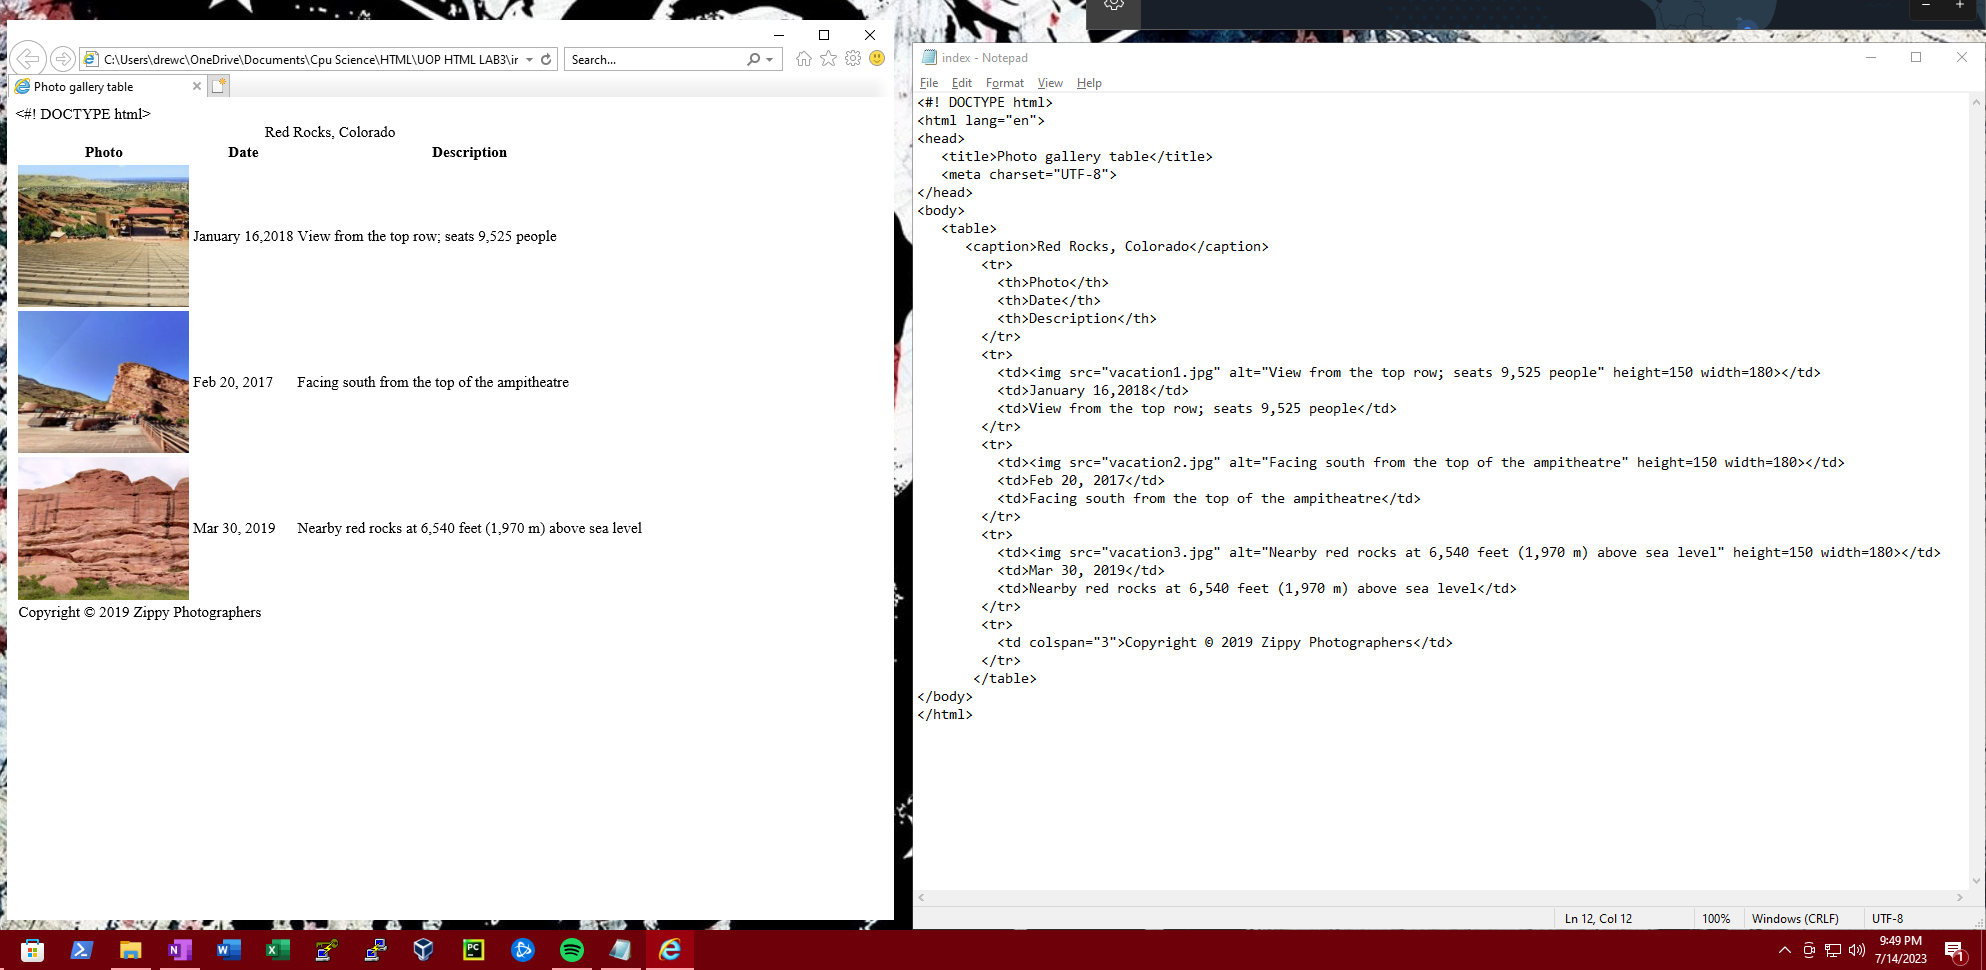 C:\Users\drewc\OneDrive\Documents\Cpu Science\HTML\UOP HTML LAB3\ir
Search...
Photo gallery table
<#! DOCTYPE html>
Red Rocks, Colorado
Photo Date Description
January 16,2018 View from the top row; seats 9,525 people
Feb 20, 2017 Facing south from the top of the ampitheatre
Mar 30, 2019 Nearby red rocks at 6,540 feet (1,970 m) above sea level
Copyright © 2019 Zippy Photographers
index - Notepad
File Edit Format View Help
<#! DOCTYPE html>
<html lang="en">
<head>
<title>Photo gallery table</title>
<meta charset="UTF-8">
</head>
<body>
<table>
<caption>Red Rocks, Colorado</caption>
<tr>
<th>Photo</th>
<th>Date</th>
<th>Description</th>
</tr>
<tr>
<td><img src="vacation1.jpg" alt="View from the top row; seats 9,525 people" height=150 width=180></td>
<td>January 16,2018</td>
<td>View from the top row; seats 9,525 people</td>
</tr>
<tr>
<td><img src="vacation2.jpg" alt="Facing south from the top of the ampitheatre" height=150 width=180></td>
<td>Feb 20, 2017</td>
<td>Facing south from the top of the ampitheatre</td>
</tr>
<tr>
<td><img src="vacation3.jpg" alt="Nearby red rocks at 6,540 feet (1,970 m) above sea level" height=150 width=180></td>
<td>Mar 30, 2019</td>
<td>Nearby red rocks at 6,540 feet (1,970 m) above sea level</td>
</tr>
<tr>
<td colspan="3">Copyright © 2019 Zippy Photographers</td>
</tr>
</table>
</body>
</html>
Ln 12, Col 12 100% Windows (CRLF) UTF-8
9:49 PM
7/14/2023
1